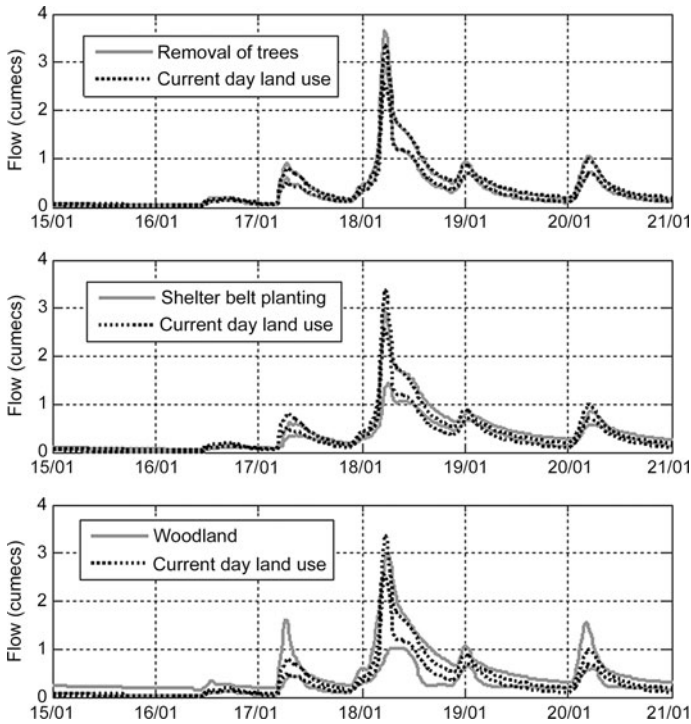 4
Removal of trees
3
Current day land use
2
1
0
Flow (cumecs)
15/01 16/01 17/01 18/01 19/01 20/01 21/01
4
Shelter belt planting
3
Current day land use
2
1
0
Flow (cumecs)
15/01 16/01 17/01 18/01 19/01 20/01 21/01
4
Woodland
3
Current day land use
2
1
0
Flow (cumecs)
15/01 16/01 17/01 18/01 19/01 20/01 21/01